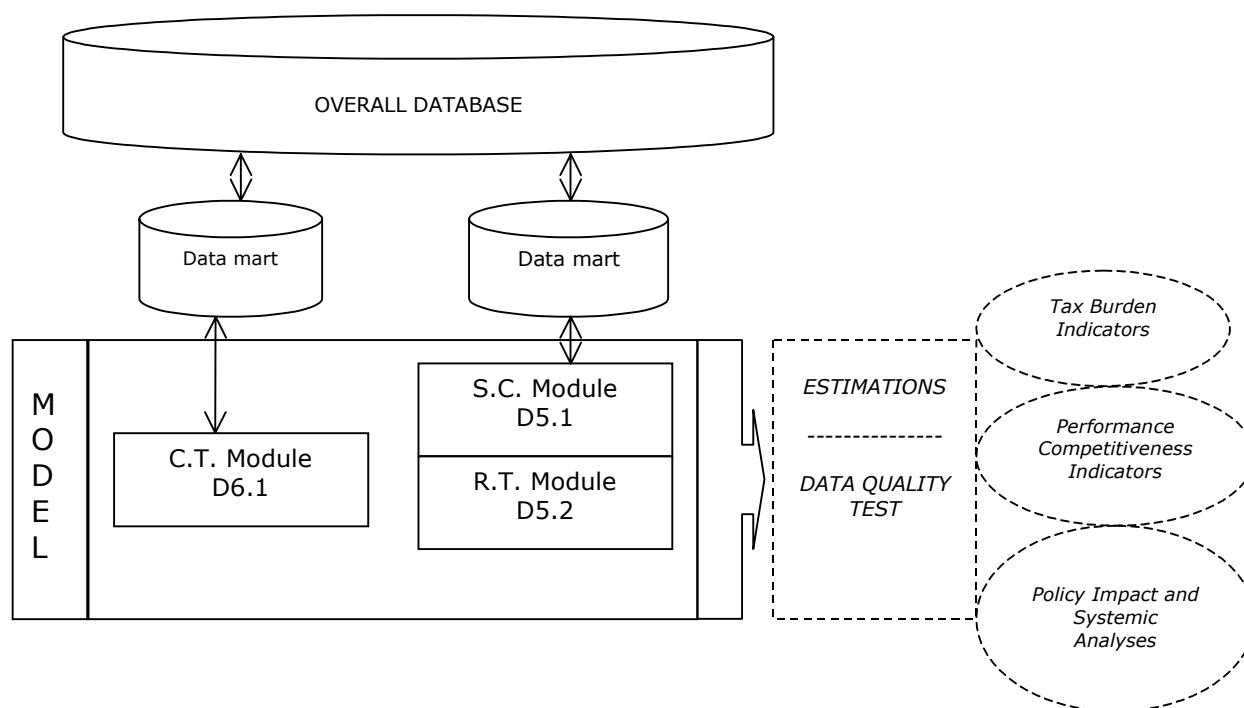 OVERALL DATABASE
Data mart
Data mart
MODEL
C.T. Module
D6.1
S.C. Module
D5.1
R.T. Module
D5.2
ESTIMATIONS
DATA QUALITY
TEST
Tax Burden
Indicators
Performance
Competitiveness
Indicators
Policy Impact and
Systemic
Analyses